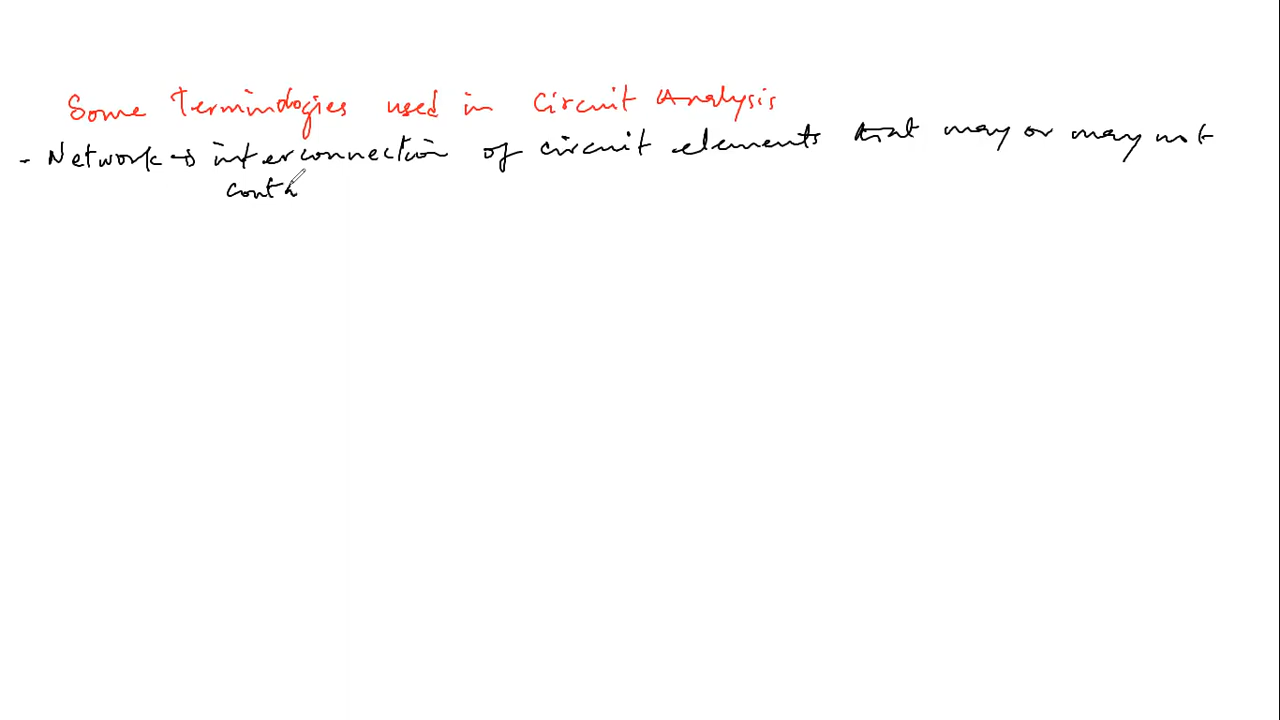 Some Terminologies used in Circuit Analysis
- Network → interconnection of circuit elements that may or may not